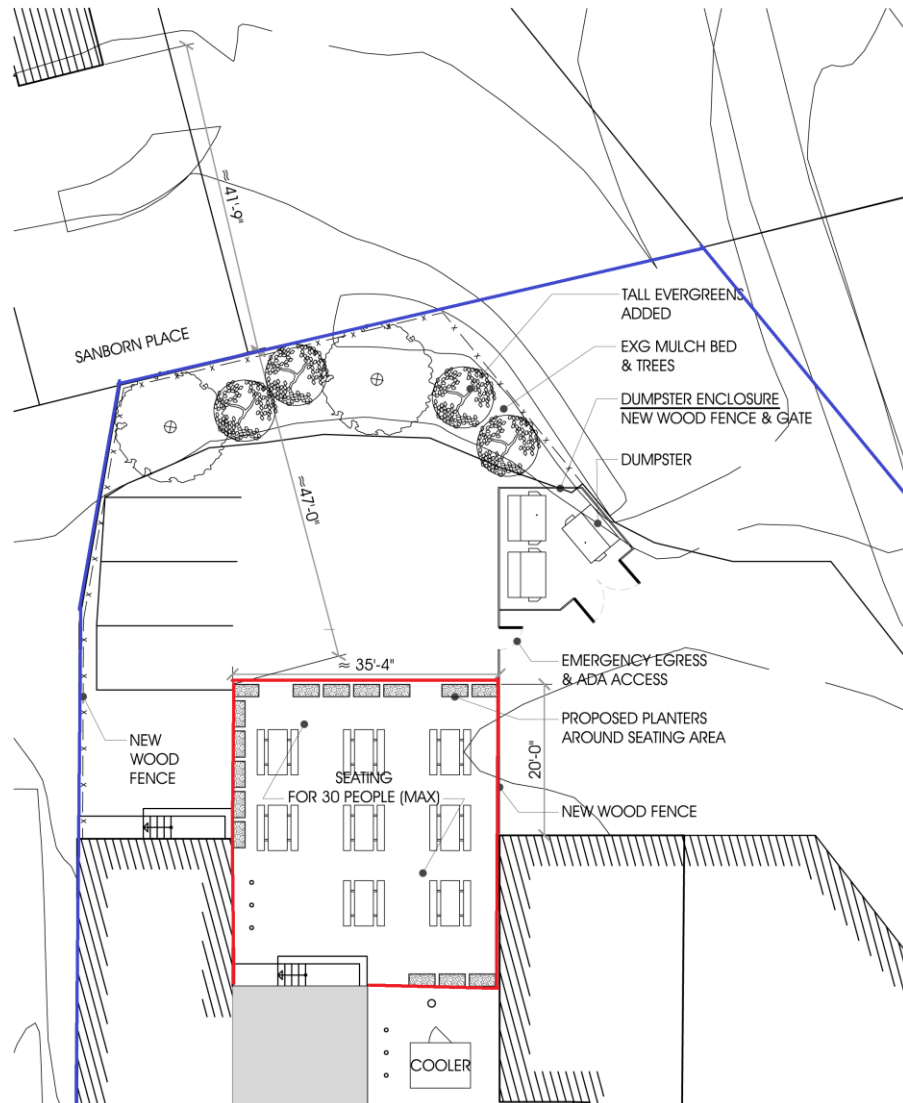 ≈ 41'-9"
TALL EVERGREENS
ADDED
SANBORN PLACE
EXG MULCH BED
& TREES
DUMPSTER ENCLOSURE
NEW WOOD FENCE & GATE
DUMPSTER
≈47'-0"
≈ 35'-4"
EMERGENCY EGRESS
& ADA ACCESS
PROPOSED PLANTERS
AROUND SEATING AREA
20'-0"
NEW
WOOD
FENCE
SEATING
FOR 30 PEOPLE (MAX)
NEW WOOD FENCE
COOLER